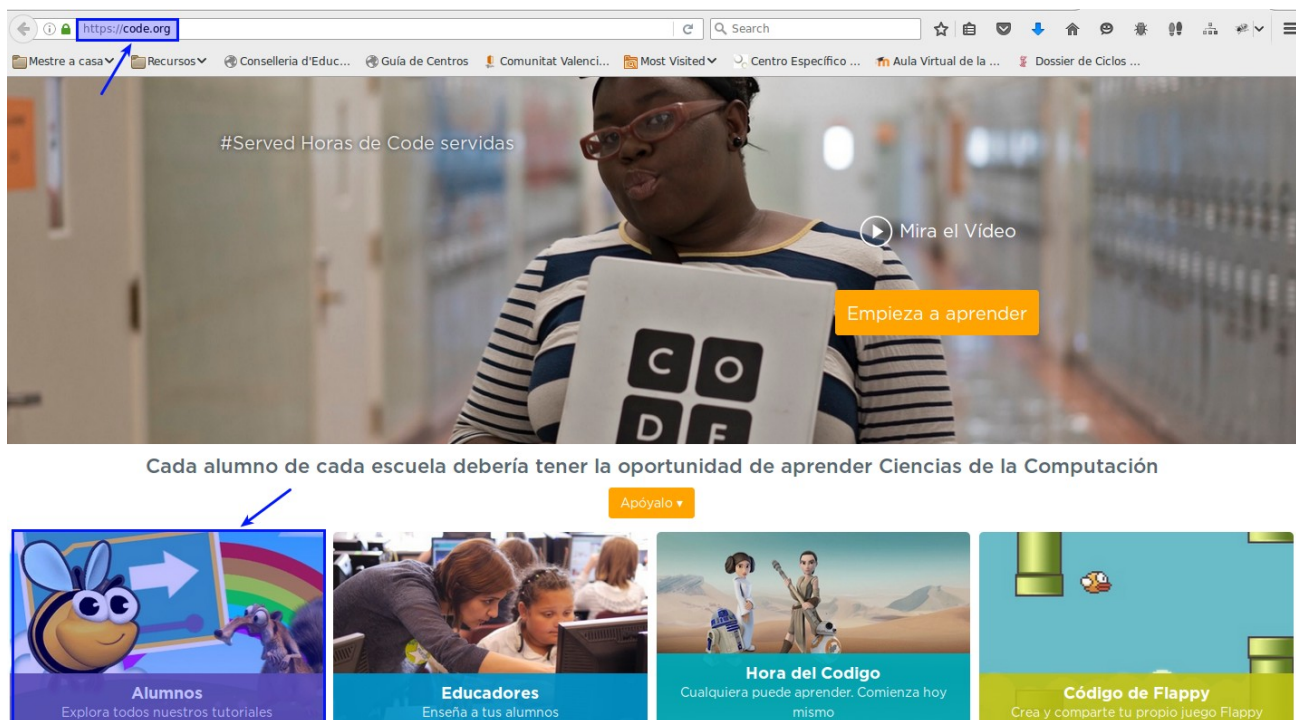 https://code.org
Search
Mestre a casa
Recursos
Conselleria d'Educ...
Guía de Centros
Comunitat Valenci...
Most Visited
Centro Específico ...
Aula Virtual de la ...
Dossier de Ciclos ...
#Served Horas de Code servidas
Mira el Vídeo
Empieza a aprender
C O
D E
Cada alumno de cada escuela debería tener la oportunidad de aprender Ciencias de la Computación
Apóyalo ▾
Alumnos
Explora todos nuestros tutoriales
Educadores
Enseña a tus alumnos
Hora del Codigo
Cualquiera puede aprender. Comienza hoy
mismo
Código de Flappy
Crea y comparte tu propio juego Flappy